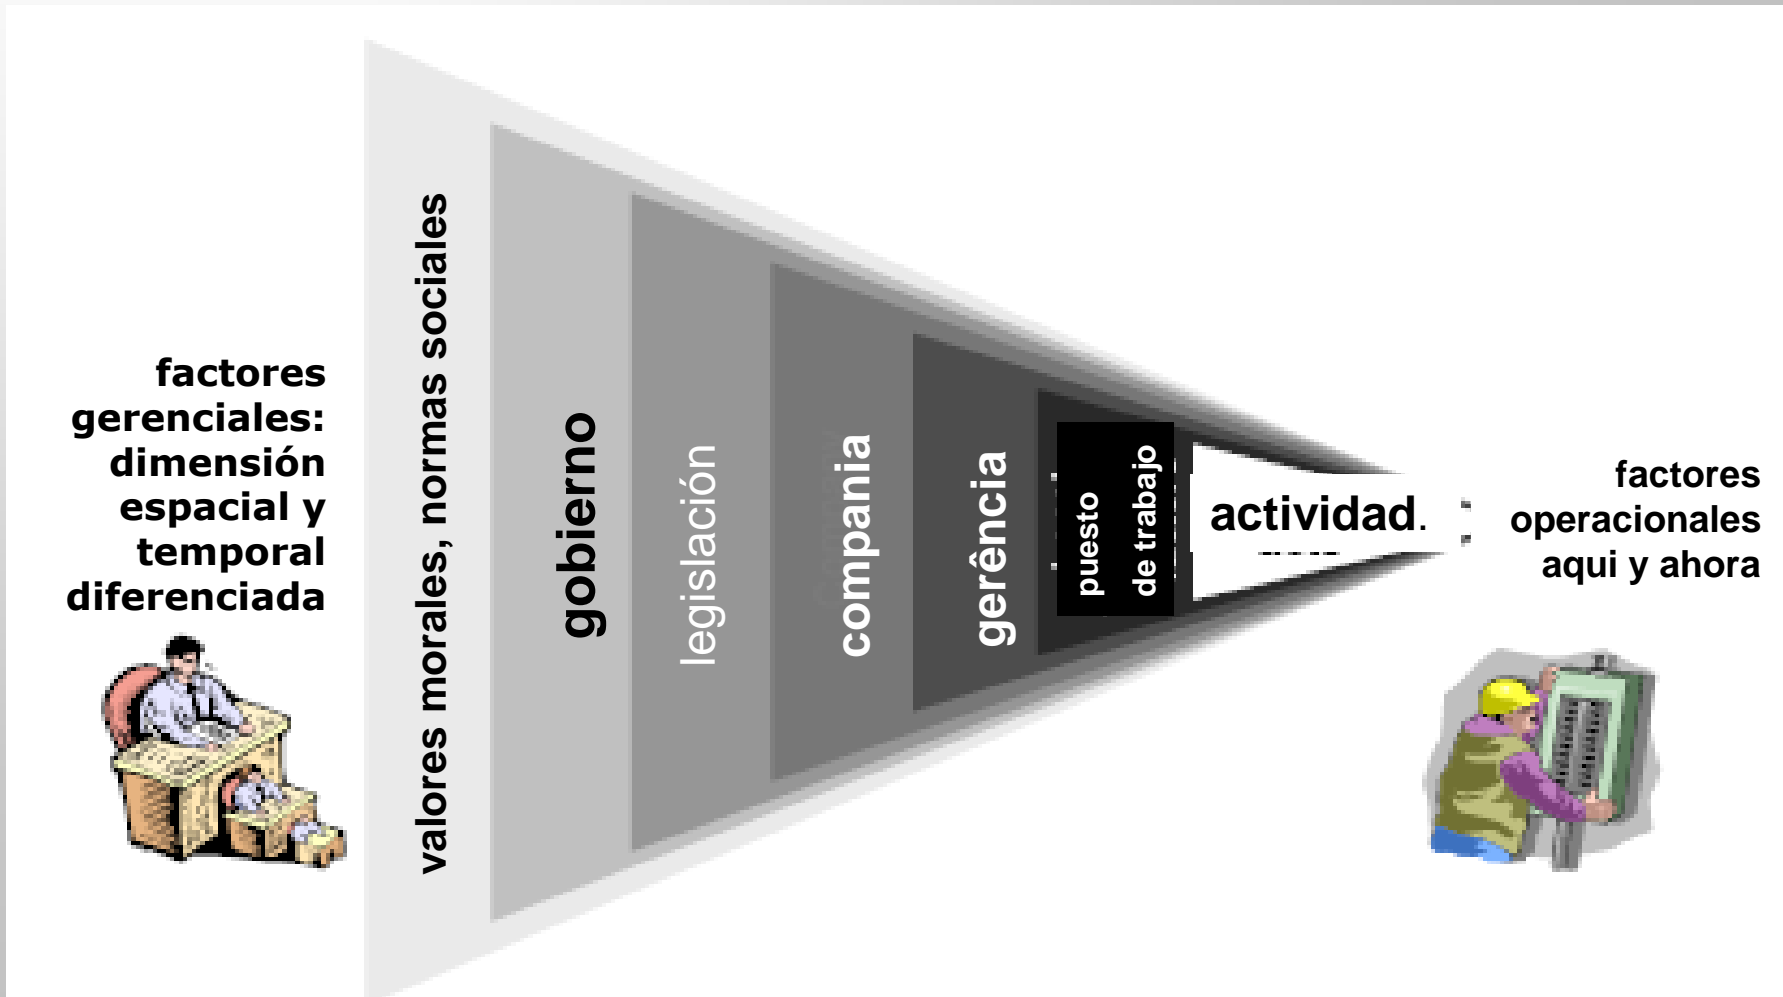 factores
gerenciales:
dimensión
espacial y
temporal
diferenciada
valores morales, normas sociales
gobierno
legislación
compania
gerência
puesto
de trabajo
actividad.
factores
operacionales
aqui y ahora